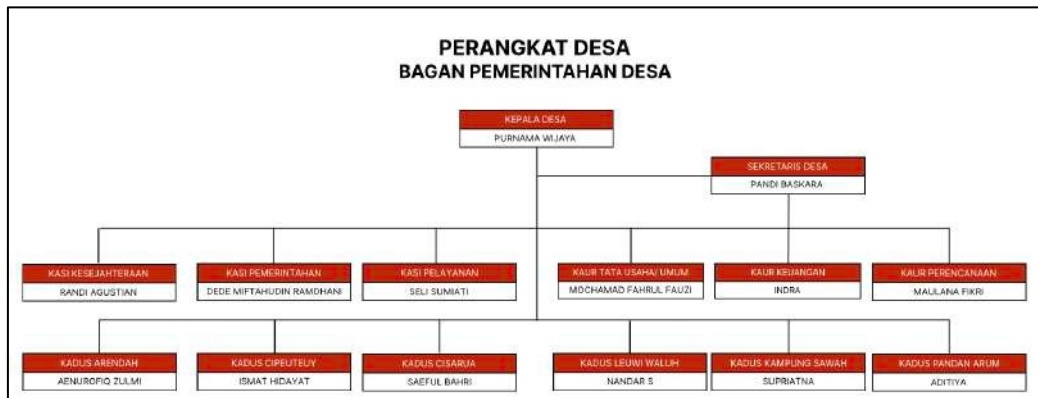 PERANGKAT DESA
BAGAN PEMERINTAHAN DESA
KEPALA DESA
PURNAMA WIJAYA
SEKRETARIS DESA
PANDI BASKARA
KASI KESEJAHTERAAN
RANDI AGUSTIAN
KASI PEMERINTAHAN
DEDE MIFTAHUDIN RAMDHANI
KASI PELAYANAN
SELI SUMIATI
KAUR TATA USAHA/ UMUM
MOCHAMAD FAHRUL FAUZI
KAUR KEUANGAN
INDRA
KAUR PERENCANAAN
MAULANA FIKRI
KADUS ARENDAH
AENUROFIQ ZULMI
KADUS CIPEUTEUY
ISMAT HIDAYAT
KADUS CISARUA
SAEFUL BAHRI
KADUS LEUWI WALUH
NANDAR S
KADUS KAMPUNG SAWAH
SUPRIATNA
KADUS PANDAN ARUM
ADITIYA